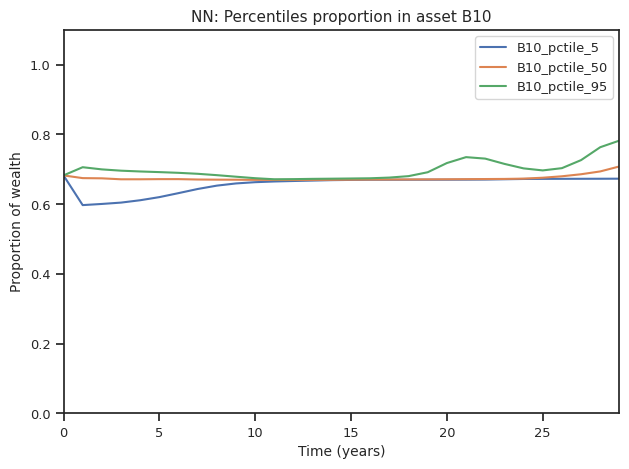 NN: Percentiles proportion in asset B10
B10_pctile_5
B10_pctile_50
B10_pctile_95
Proportion of wealth
1.0
0.8
0.6
0.4
0.2
0.0
0 5 10 15 20 25
Time (years)